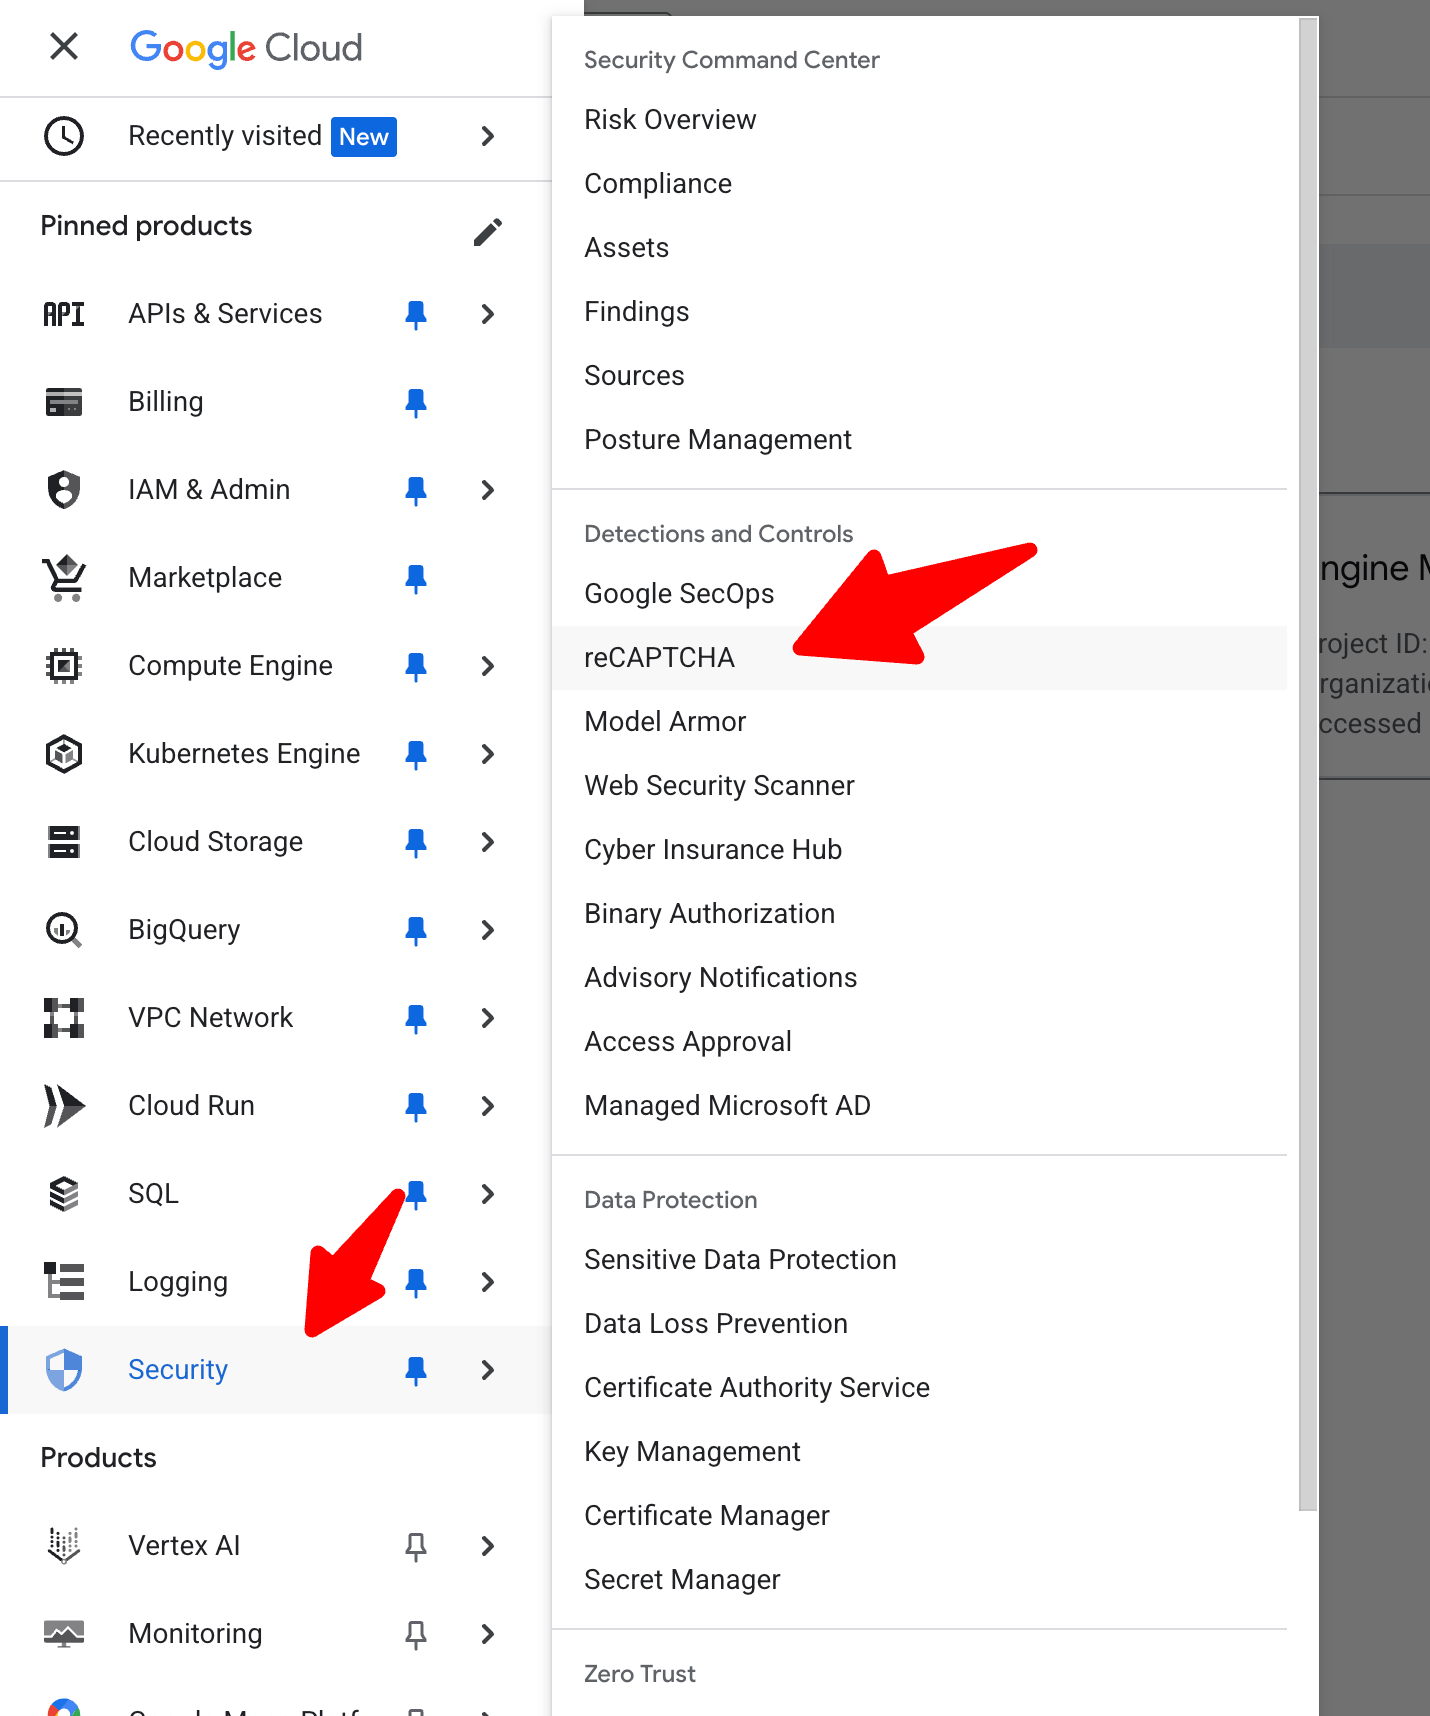 Google Cloud
Recently visited New
Pinned products
API APIs & Services
Billing
IAM & Admin
Marketplace
Compute Engine
Kubernetes Engine
Cloud Storage
BigQuery
VPC Network
Cloud Run
SQL
Logging
Security
Products
Vertex AI
Monitoring
Security Command Center
Risk Overview
Compliance
Assets
Findings
Sources
Posture Management
Detections and Controls
Google SecOps
reCAPTCHA
Model Armor
Web Security Scanner
Cyber Insurance Hub
Binary Authorization
Advisory Notifications
Access Approval
Managed Microsoft AD
Data Protection
Sensitive Data Protection
Data Loss Prevention
Certificate Authority Service
Key Management
Certificate Manager
Secret Manager
Zero Trust
ngine M
roject ID:
rganizati
ccessed